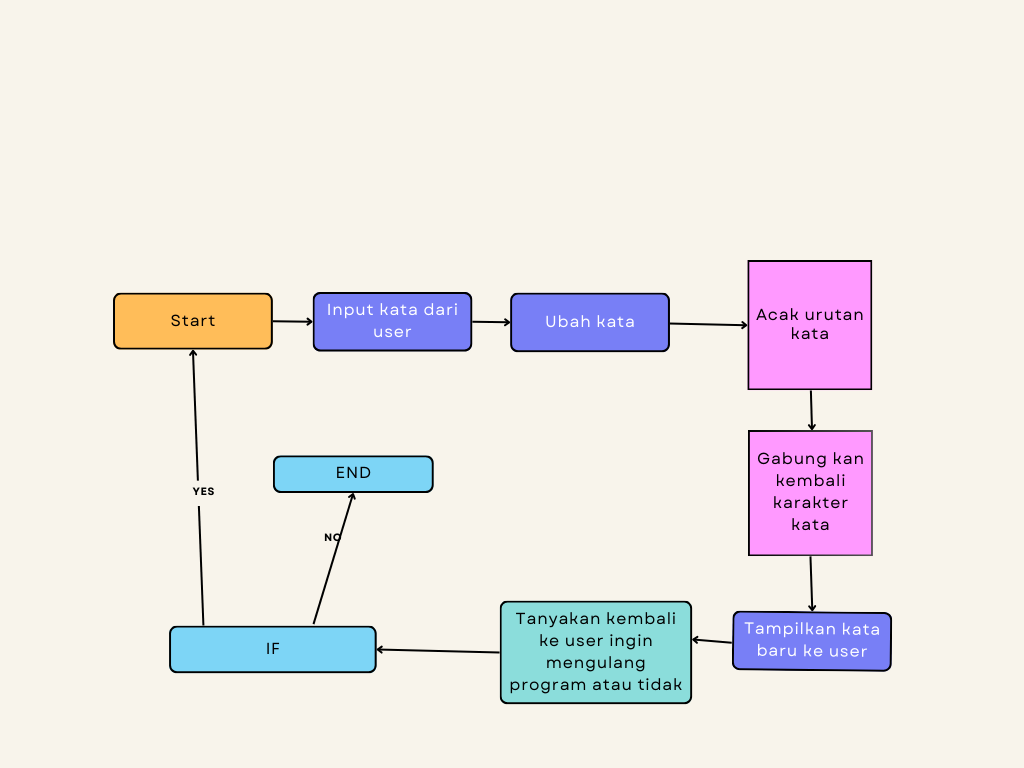 Start
Input kata dari
user
Ubah kata
Acak urutan
kata
Gabung kan
kembali
karakter
kata
Tampilkan kata
baru ke user
Tanyakan kembali
ke user ingin
mengulang
program atau tidak
IF
YES
NO
END